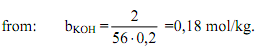 from: b_KOH = 2 / (56 · 0,2) =0,18 mol/kg.